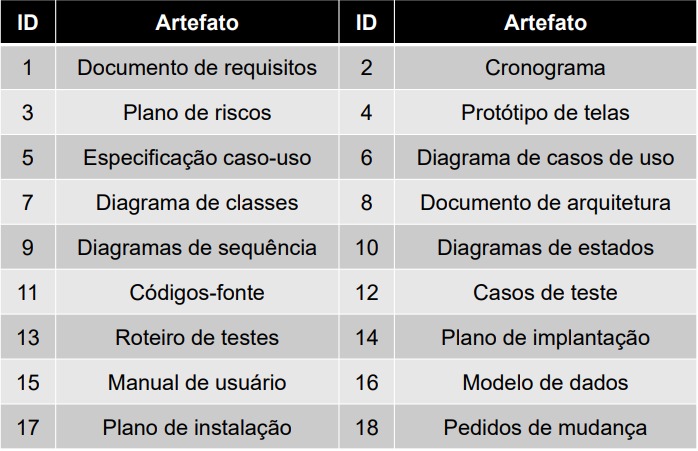 ID Artefato ID Artefato
1 Documento de requisitos 2 Cronograma
3 Plano de riscos 4 Protótipo de telas
5 Especificação caso-uso 6 Diagrama de casos de uso
7 Diagrama de classes 8 Documento de arquitetura
9 Diagramas de sequência 10 Diagramas de estados
11 Códigos-fonte 12 Casos de teste
13 Roteiro de testes 14 Plano de implantação
15 Manual de usuário 16 Modelo de dados
17 Plano de instalação 18 Pedidos de mudança